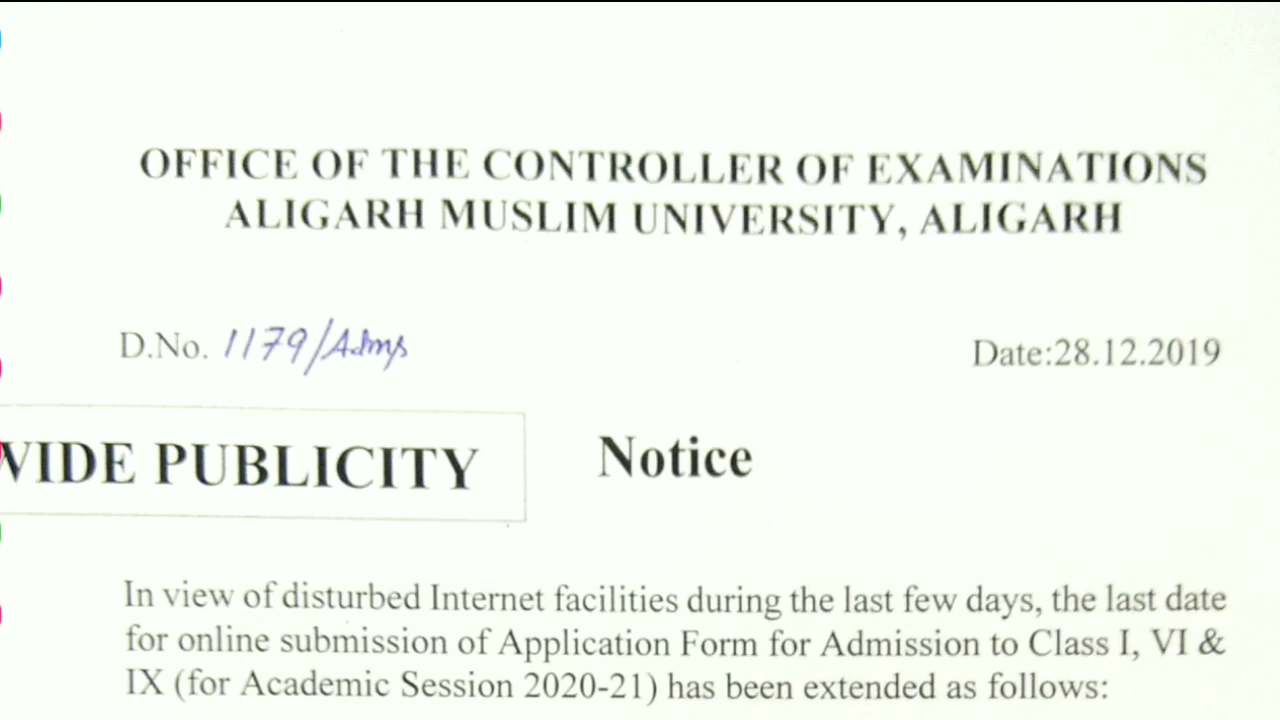 OFFICE OF THE CONTROLLER OF EXAMINATIONS
ALIGARH MUSLIM UNIVERSITY, ALIGARH
D.No. 1179/Adms
Date:28.12.2019
WIDE PUBLICITY
Notice
In view of disturbed Internet facilities during the last few days, the last date
for online submission of Application Form for Admission to Class I, VI &
IX (for Academic Session 2020-21) has been extended as follows: